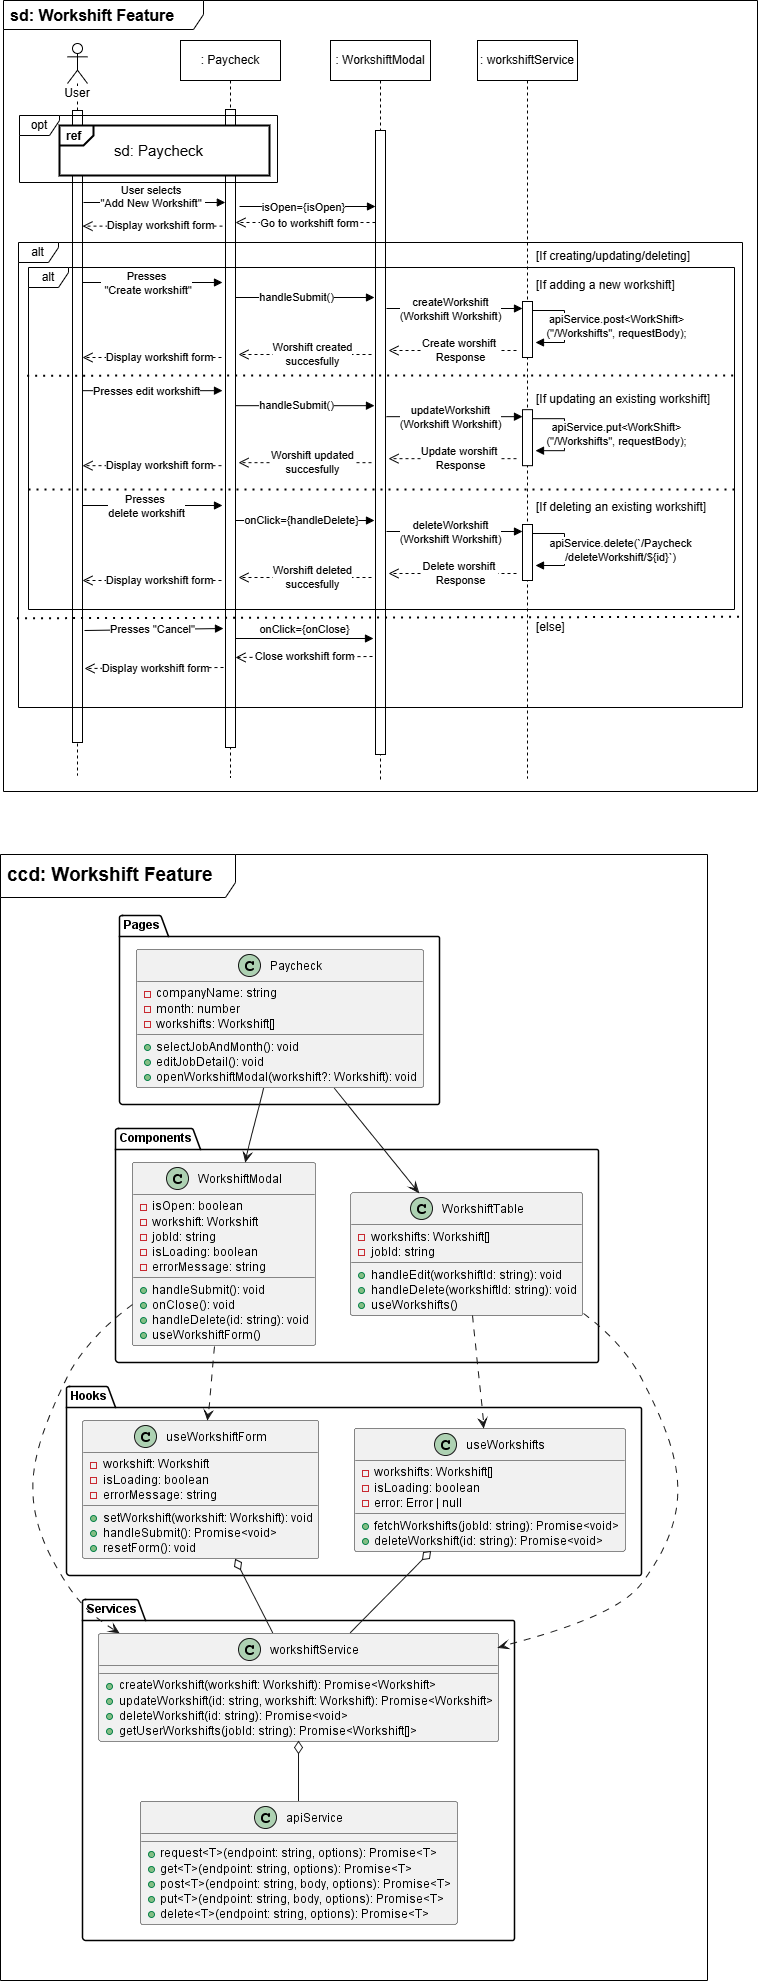 sd: Workshift Feature
: Paycheck
: WorkshiftModal
: workshiftService
User
opt
ref
sd: Paycheck
User selects
"Add New Workshift"
isOpen={isOpen}
Go to workshift form
Display workshift form
alt
[If creating/updating/deleting]
alt
Presses
"Create workshift"
[If adding a new workshift]
handleSubmit()
createWorkshift
(Workshift Workshift)
apiService.post<WorkShift>
("/Workshifts", requestBody);
Create worshift
Response
Worshift created
succesfully
Display workshift form
Presses edit workshift
[If updating an existing workshift]
handleSubmit()
updateWorkshift
(Workshift Workshift)
apiService.put<WorkShift>
("/Workshifts", requestBody);
Update worshift
Response
Worshift updated
succesfully
Display workshift form
Presses
delete workshift
[If deleting an existing workshift]
onClick={handleDelete}
deleteWorkshift
(Workshift Workshift)
apiService.delete(`/Paycheck
/deleteWorkshift/${id}`)
Delete worshift
Response
Worshift deleted
succesfully
Display workshift form
[else]
Presses "Cancel"
onClick={onClose}
Close workshift form
Display workshift form
ccd: Workshift Feature
Pages
C Paycheck
companyName: string
month: number
workshifts: Workshift[]
selectJobAndMonth(): void
editJobDetail(): void
openWorkshiftModal(workshift?: Workshift): void
Components
C WorkshiftModal
isOpen: boolean
workshift: Workshift
jobId: string
isLoading: boolean
errorMessage: string
handleSubmit(): void
onClose(): void
handleDelete(id: string): void
useWorkshiftForm()
C WorkshiftTable
workshifts: Workshift[]
jobId: string
handleEdit(workshiftId: string): void
handleDelete(workshiftId: string): void
useWorkshifts()
Hooks
C useWorkshiftForm
workshift: Workshift
isLoading: boolean
errorMessage: string
setWorkshift(workshift: Workshift): void
handleSubmit(): Promise<void>
resetForm(): void
C useWorkshifts
workshifts: Workshift[]
isLoading: boolean
error: Error | null
fetchWorkshifts(jobId: string): Promise<void>
deleteWorkshift(id: string): Promise<void>
Services
C workshiftService
createWorkshift(workshift: Workshift): Promise<Workshift>
updateWorkshift(id: string, workshift: Workshift): Promise<Workshift>
deleteWorkshift(id: string): Promise<void>
getUserWorkshifts(jobId: string): Promise<Workshift[]>
C apiService
request<T>(endpoint: string, options): Promise<T>
get<T>(endpoint: string, options): Promise<T>
post<T>(endpoint: string, body, options): Promise<T>
put<T>(endpoint: string, body, options): Promise<T>
delete<T>(endpoint: string, options): Promise<T>